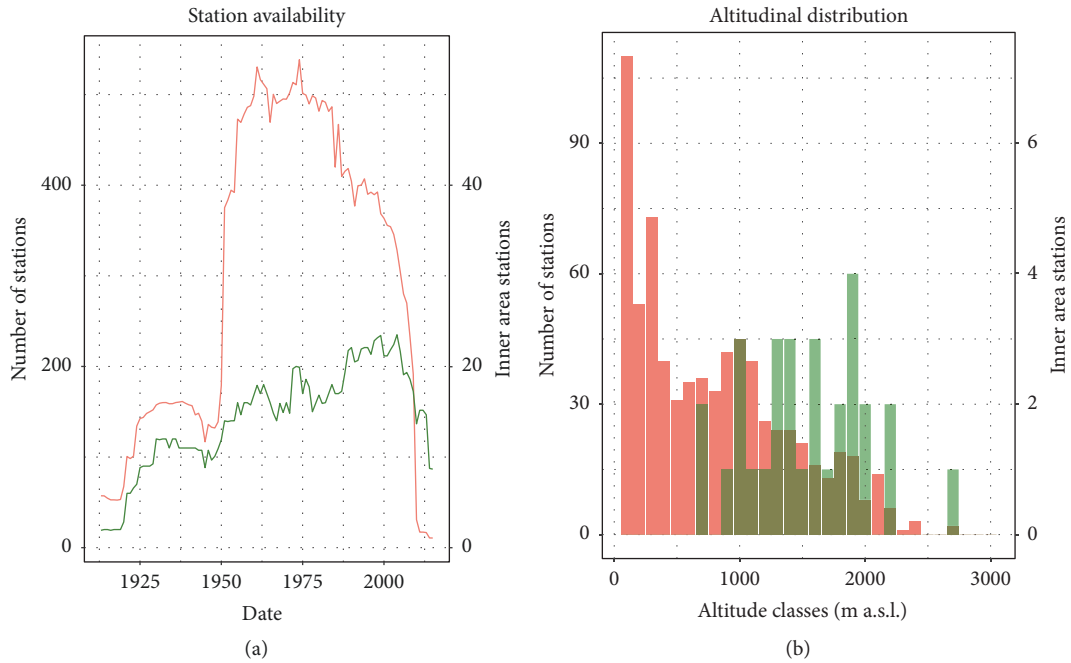 Station availability
Number of stations
400
200
0
40
20
0
Inner area stations
1925 1950 1975 2000
Date
(a)
Altitudinal distribution
Number of stations
90
60
30
0
6
4
2
0
Inner area stations
0 1000 2000 3000
Altitude classes (m a.s.l.)
(b)